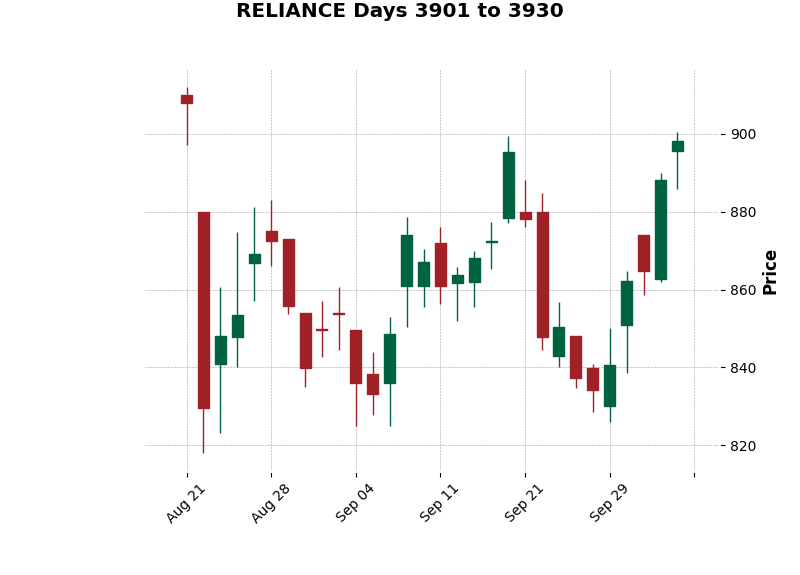 RELIANCE Days 3901 to 3930
900
880
860
840
820
Price
Aug 21
Aug 28
Sep 04
Sep 11
Sep 21
Sep 29